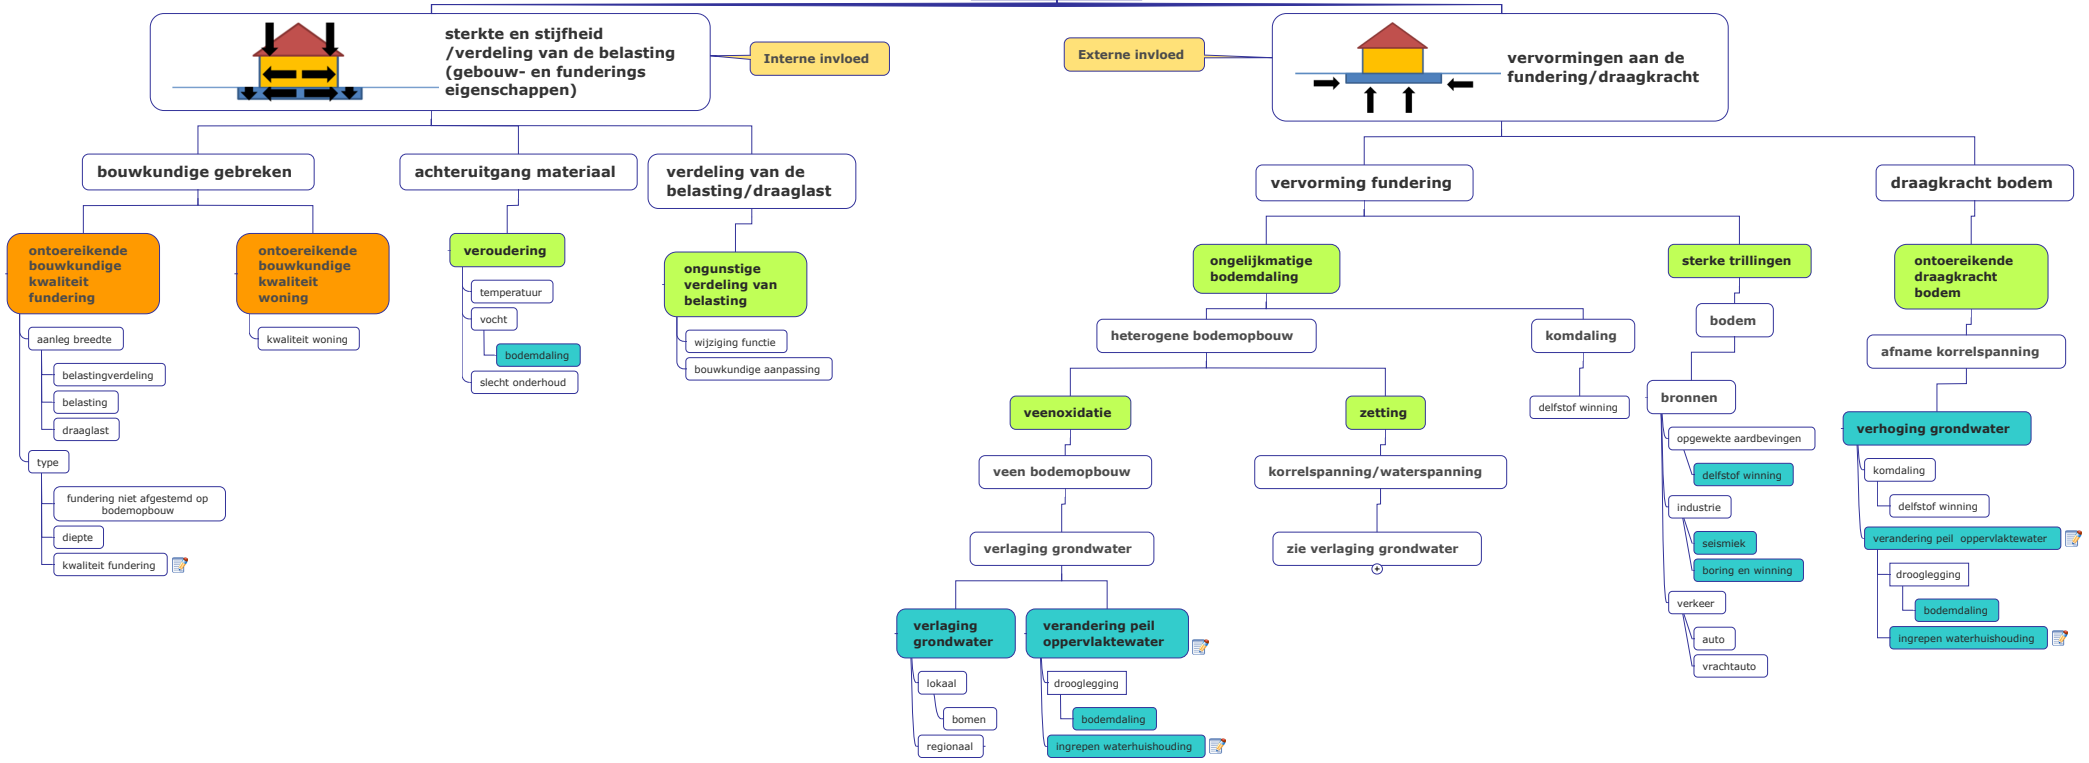 sterkte en stijfheid
/verdeling van de belasting
(gebouw- en funderings
eigenschappen)
Interne invloed
bouwkundige gebreken
ontoereikende
bouwkundige
kwaliteit
fundering
aanleg breedte
belastingverdeling
belasting
draaglast
type
fundering niet afgestemd op
bodemopbouw
diepte
kwaliteit fundering
ontoereikende
bouwkundige
kwaliteit
woning
kwaliteit woning
achteruitgang materiaal
veroudering
temperatuur
vocht
bodemdaling
slecht onderhoud
verdeling van de
belasting/draaglast
ongunstige
verdeling van
belasting
wijziging functie
bouwkundige aanpassing
Externe invloed
vervormingen aan de
fundering/draagkracht
vervorming fundering
ongelijkmatige
bodemdaling
heterogene bodemopbouw
veenoxidatie
veen bodemopbouw
verlaging grondwater
verlaging
grondwater
lokaal
bomen
regionaal
verandering peil
oppervlaktewater
drooglegging
bodemdaling
ingrepen waterhuishouding
zetting
korrelspanning/waterspanning
zie verlaging grondwater
komdaling
delfstof winning
sterke trillingen
bodem
bronnen
opgewekte aardbevingen
delfstof winning
industrie
seismiek
boring en winning
verkeer
auto
vrachtauto
draagkracht bodem
ontoereikende
draagkracht
bodem
afname korrelspanning
verhoging grondwater
komdaling
delfstof winning
verandering peil  oppervlaktewater
drooglegging
bodemdaling
ingrepen waterhuishouding